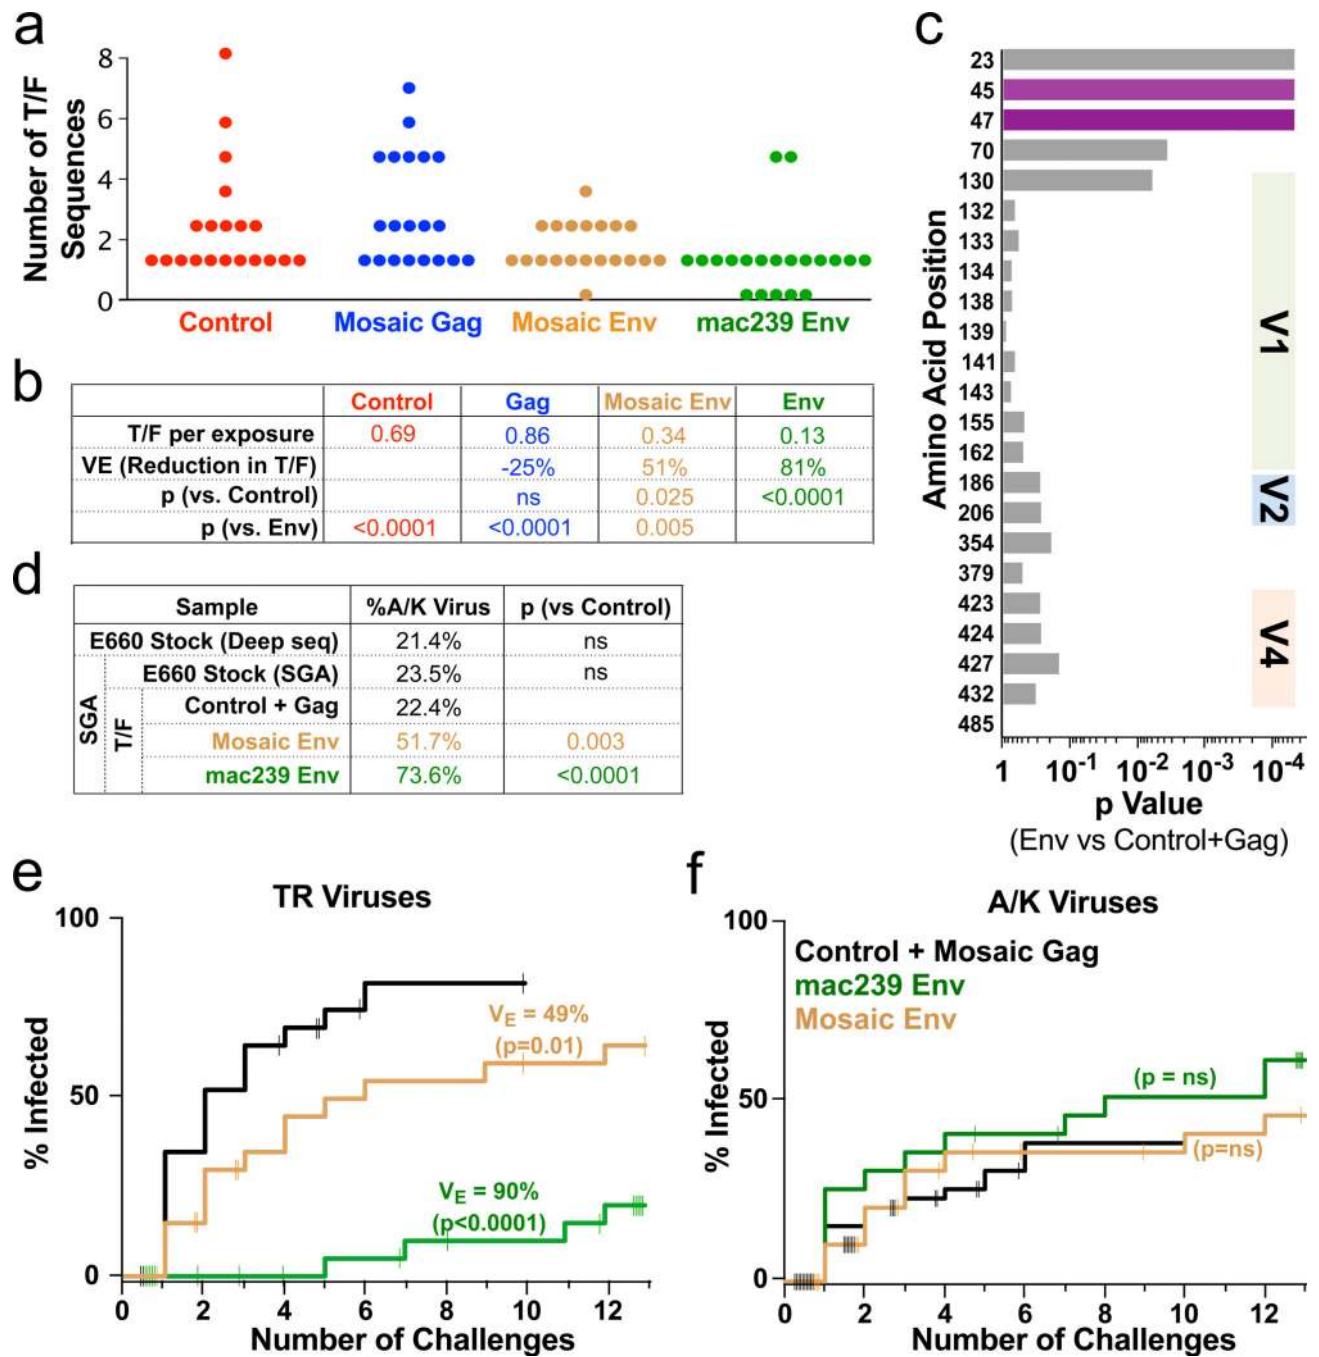 a
Number of T/F
Sequences
8
6
4
2
0
Control
Mosaic Gag
Mosaic Env
mac239 Env
b
Control Gag Mosaic Env Env
T/F per exposure 0.69 0.86 0.34 0.13
VE (Reduction in T/F) -25% 51% 81%
p (vs. Control) ns 0.025 <0.0001
p (vs. Env) <0.0001 <0.0001 0.005
c
Amino Acid Position
23
45
47
70
130
132
133
134
138
139
141
143
155
162
186
206
354
379
423
424
427
432
485
V1
V2
V4
1 10-1 10-2 10-3 10-4
p Value
(Env vs Control+Gag)
d
Sample %A/K Virus p (vs Control)
E660 Stock (Deep seq) 21.4% ns
SGA
E660 Stock (SGA) 23.5% ns
T/F
Control + Gag 22.4%
Mosaic Env 51.7% 0.003
mac239 Env 73.6% <0.0001
e
TR Viruses
% Infected
100
50
0
VE = 49%
(p=0.01)
VE = 90%
(p<0.0001)
0 2 4 6 8 10 12
Number of Challenges
f
A/K Viruses
% Infected
100
50
0
Control + Mosaic Gag
mac239 Env
Mosaic Env
(p = ns)
(p=ns)
0 2 4 6 8 10 12
Number of Challenges